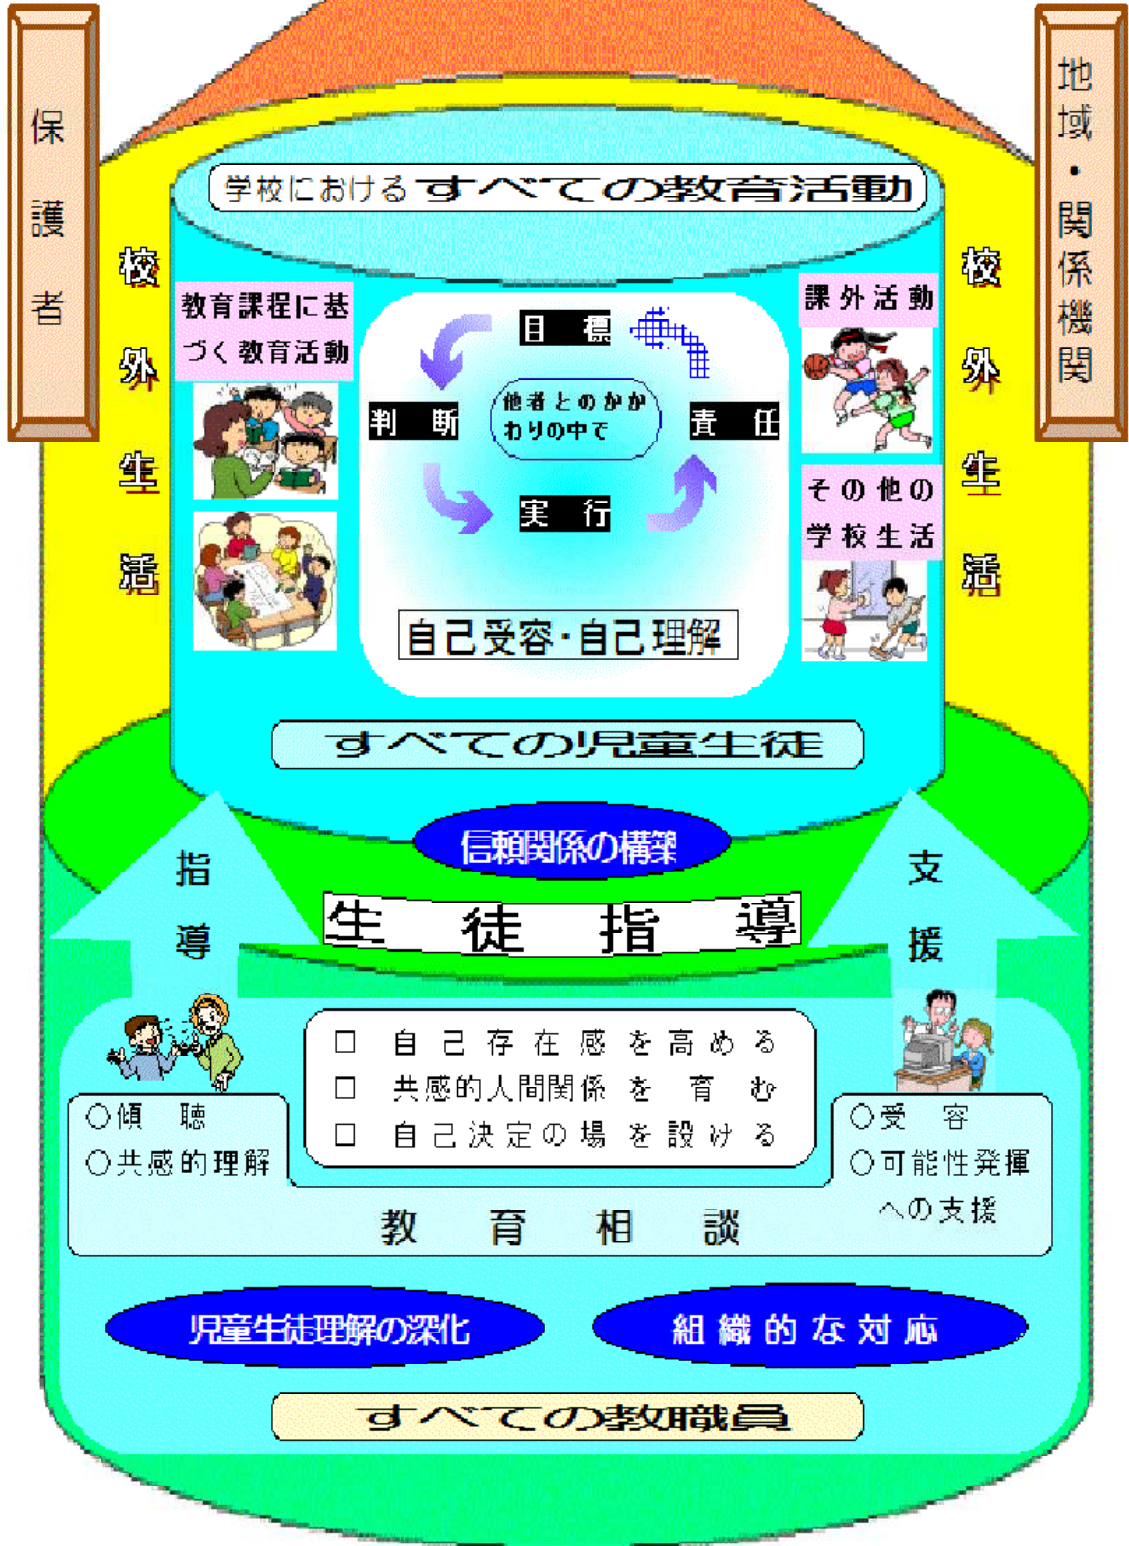 保護者
地域・関係機関
学校におけるすべての教育活動
校外生活
校外生活
教育課程に基
づく教育活動
課外活動
目標
判断
他者とのかか
わりの中で
責任
実行
その他の
学校生活
自己受容・自己理解
すべての児童生徒
信頼関係の構築
指導
支援
生徒指導
□ 自己存在感を高める
□ 共感的人間関係を育む
□ 自己決定の場を設ける
○傾聴
○共感的理解
○受容
○可能性発揮
への支援
教育相談
児童生徒理解の深化
組織的な対応
すべての教職員